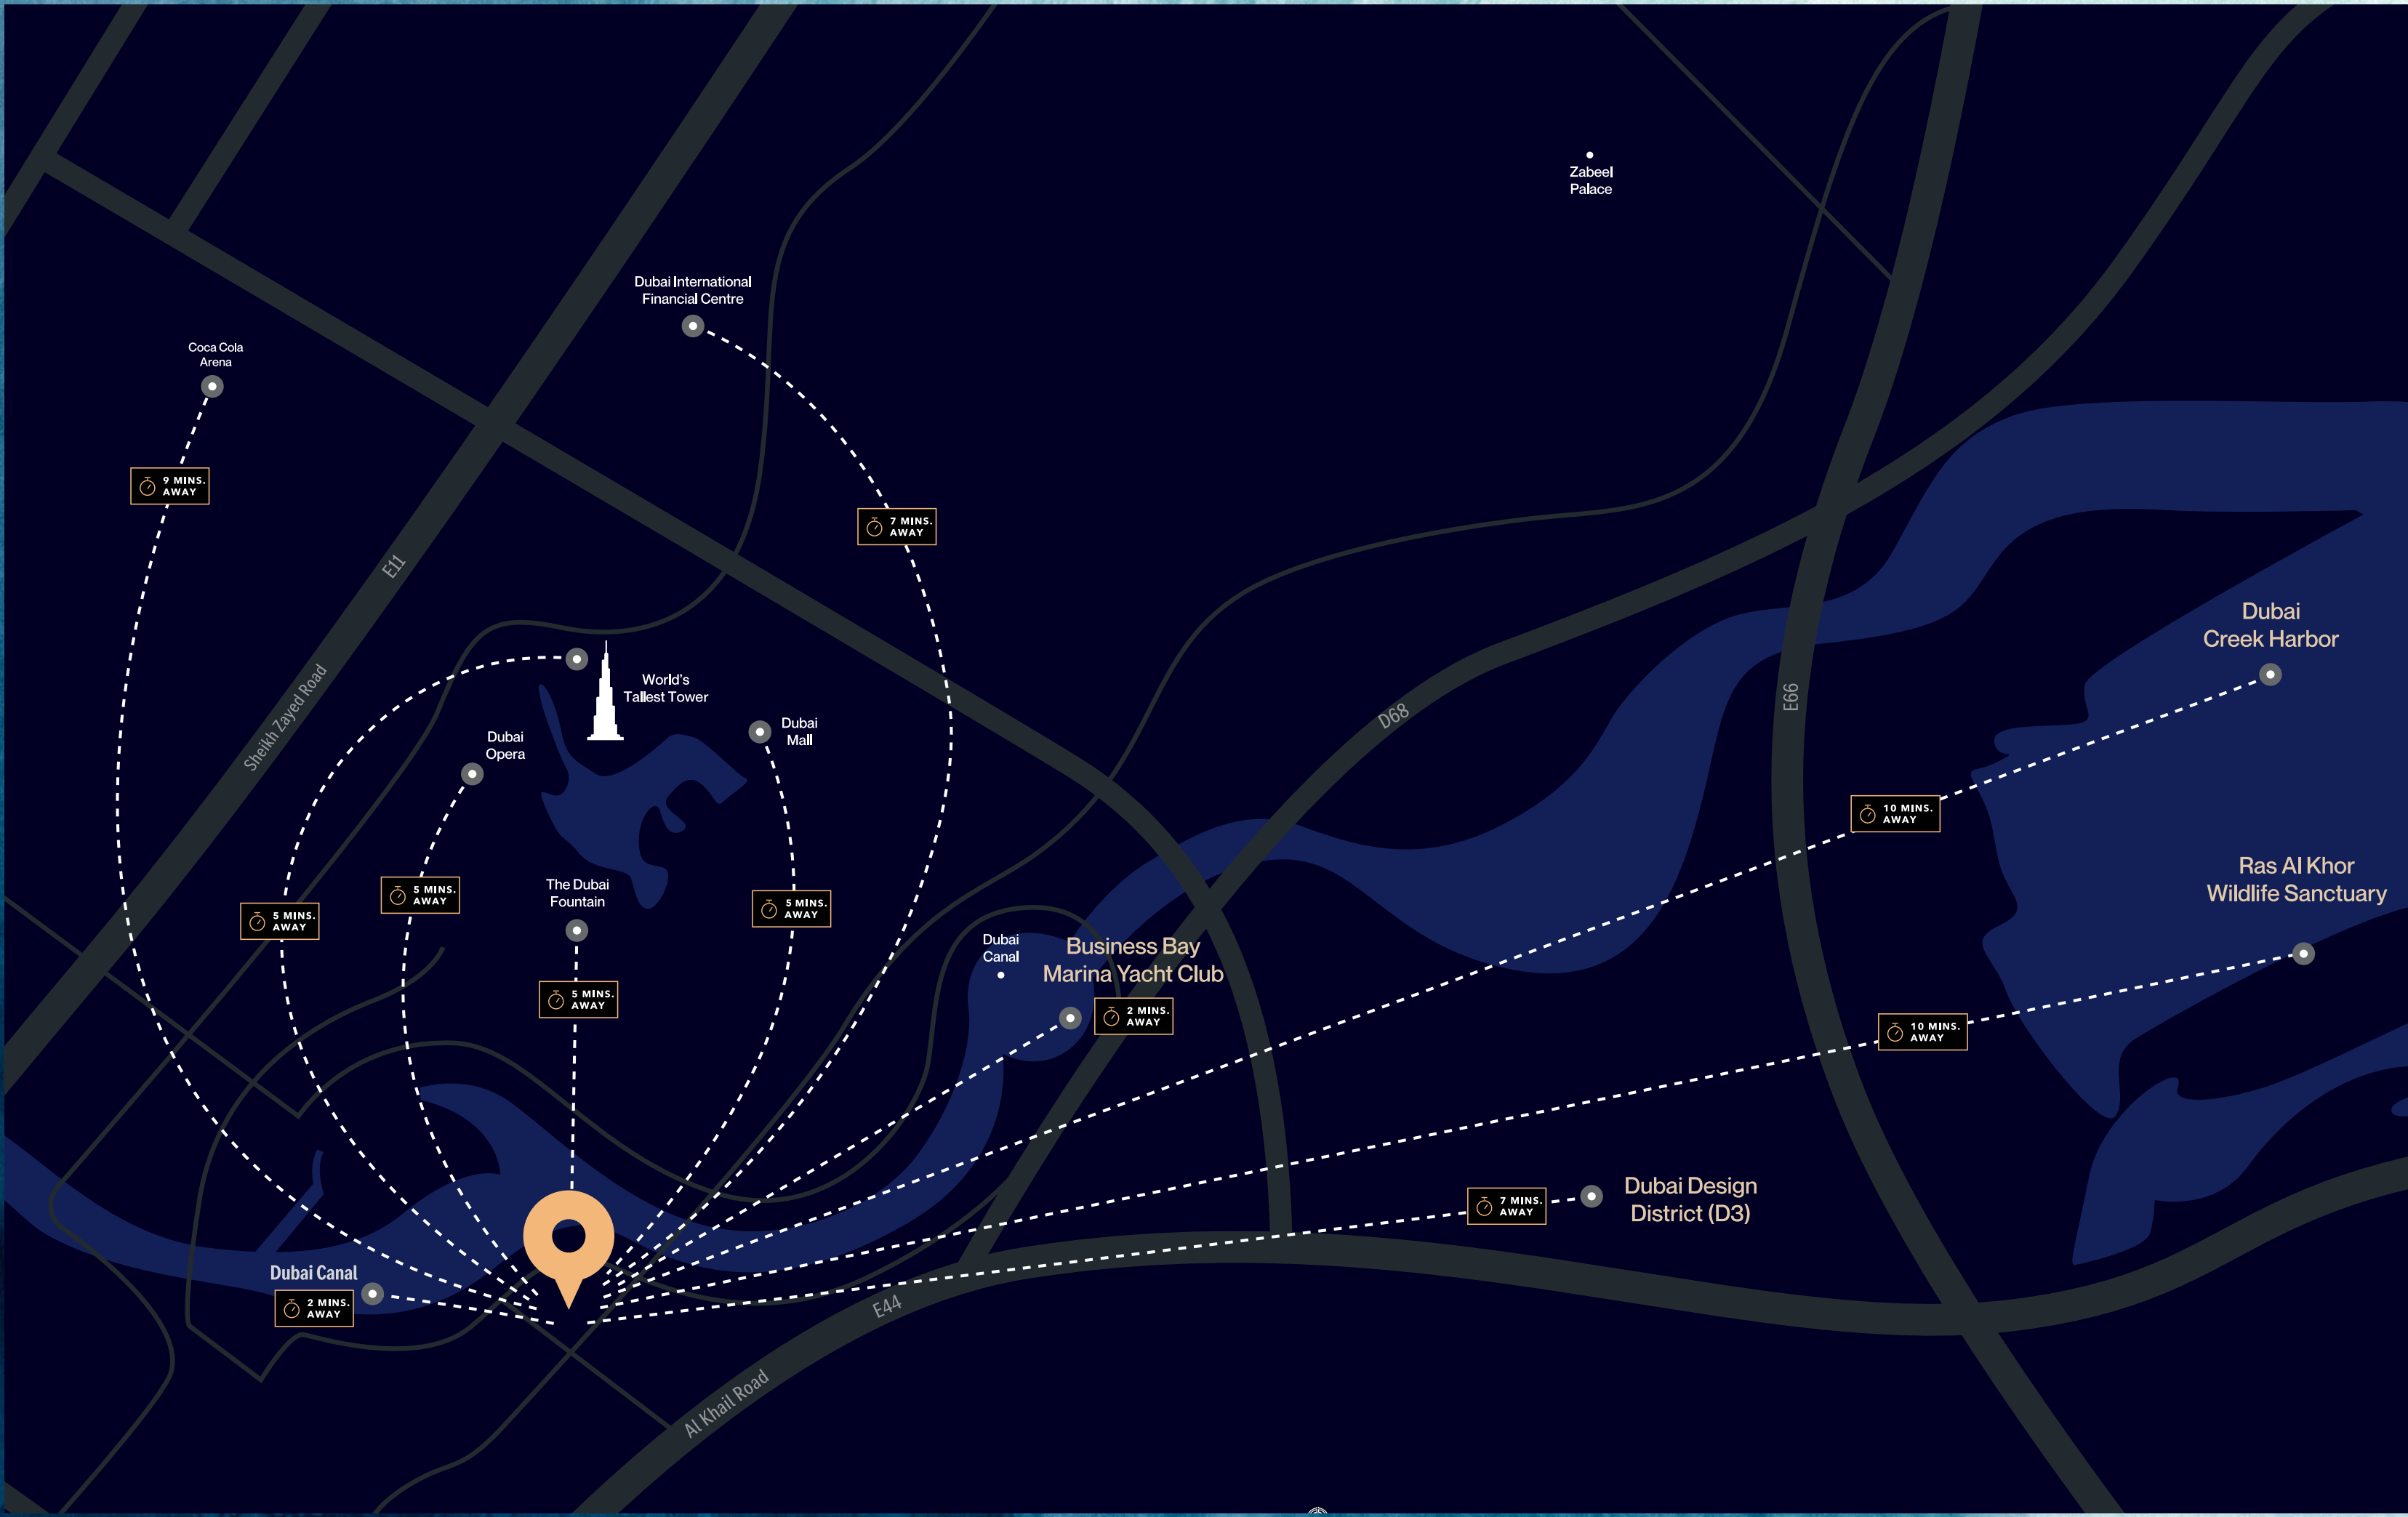 Zabeel
Palace
Dubai International
Financial Centre
Coca Cola
Arena
9 MINS.
AWAY
7 MINS.
AWAY
E11
Sheikh Zayed Road
World's
Tallest Tower
Dubai
Opera
Dubai
Mall
D68
E66
Dubai
Creek Harbor
10 MINS.
AWAY
Ras Al Khor
Wildlife Sanctuary
10 MINS.
AWAY
5 MINS.
AWAY
5 MINS.
AWAY
The Dubai
Fountain
5 MINS.
AWAY
5 MINS.
AWAY
Dubai
Canal
Business Bay
Marina Yacht Club
2 MINS.
AWAY
7 MINS.
AWAY
Dubai Design
District (D3)
Dubai Canal
2 MINS.
AWAY
E44
Al Khail Road